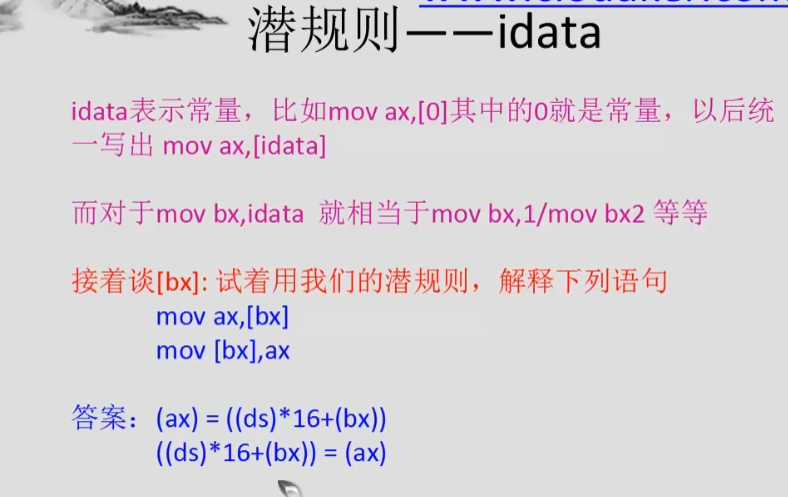 潜规则——idata
idata表示常量，比如mov ax,[0]其中的0就是常量，以后统
一写出 mov ax,[idata]
而对于mov bx,idata 就相当于mov bx,1/mov bx2 等等
接着谈[bx]: 试着用我们的潜规则，解释下列语句
mov ax,[bx]
mov [bx],ax
答案：(ax) = ((ds)*16+(bx))
((ds)*16+(bx)) = (ax)